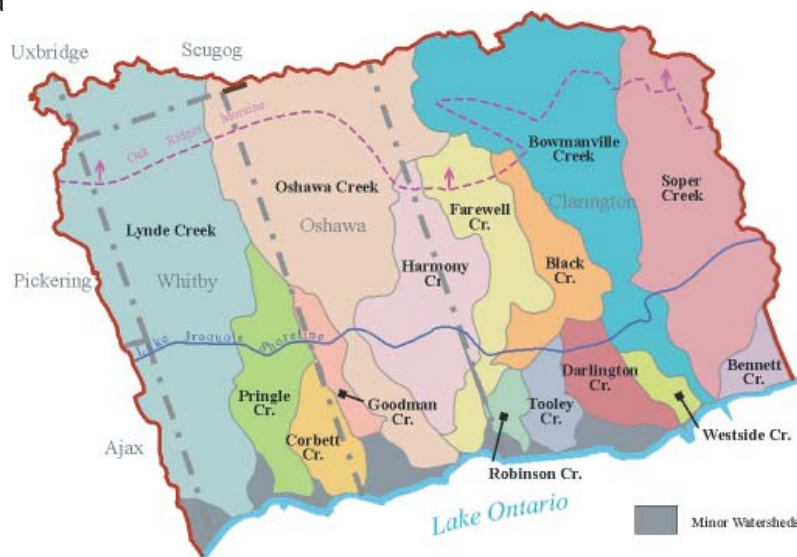 Uxbridge
Scugog
Oak Ridges Moraine
Bowmanville
Creek
Oshawa Creek
Farewell
Cr.
Clarington
Soper
Creek
Lynde Creek
Oshawa
Harmony
Cr
Black
Cr.
Pickering
Whitby
Lake Iroquois Shoreline
Pringle
Cr.
Goodman
Cr.
Tooley
Cr.
Darlington
Cr.
Bennett
Cr.
Ajax
Corbett
Cr.
Westside Cr.
Robinson Cr.
Lake Ontario
Minor Watersheds